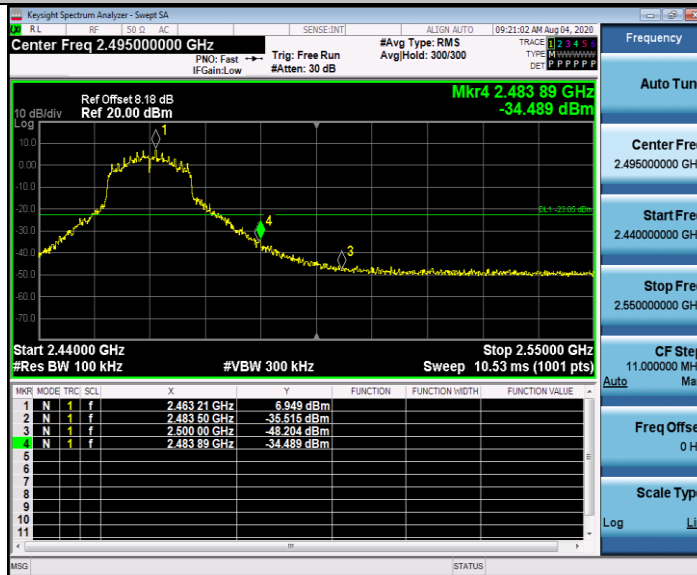 Keysight Spectrum Analyzer - Swept SA
LXI RL RF 50 Ω AC SENSE:INT ALIGN AUTO 09:21:02 AM Aug 04, 2020
Center Freq 2.495000000 GHz
PNO: Fast
IFGain:Low
Trig: Free Run
#Atten: 30 dB
#Avg Type: RMS
Avg|Hold: 300/300
TRACE 1 2 3 4 5 6
TYPE M
DET P P P P P P
Frequency
Ref Offset 8.18 dB
10 dB/div Ref 20.00 dBm
Log
Mkr4 2.483 89 GHz
-34.489 dBm
10.0
0.00
-10.0
-20.0
-30.0
-40.0
-50.0
-60.0
-70.0
1
4
3
DL1 -23.05 dBm
Start 2.44000 GHz Stop 2.55000 GHz
#Res BW 100 kHz #VBW 300 kHz Sweep 10.53 ms (1001 pts)
MKR MODE TRC SCL X Y FUNCTION FUNCTION WIDTH FUNCTION VALUE
1 N 1 f 2.463 21 GHz 6.949 dBm
2 N 1 f 2.483 50 GHz -35.515 dBm
3 N 1 f 2.500 00 GHz -48.204 dBm
4 N 1 f 2.483 89 GHz -34.489 dBm
5
6
7
8
9
10
11
MSG STATUS
Auto Tun
Center Fre
2.495000000 GH
Start Fre
2.440000000 GH
Stop Fre
2.550000000 GH
CF Step
11.000000 MH
Auto Ma
Freq Offse
0 H
Scale Typ
Log Li